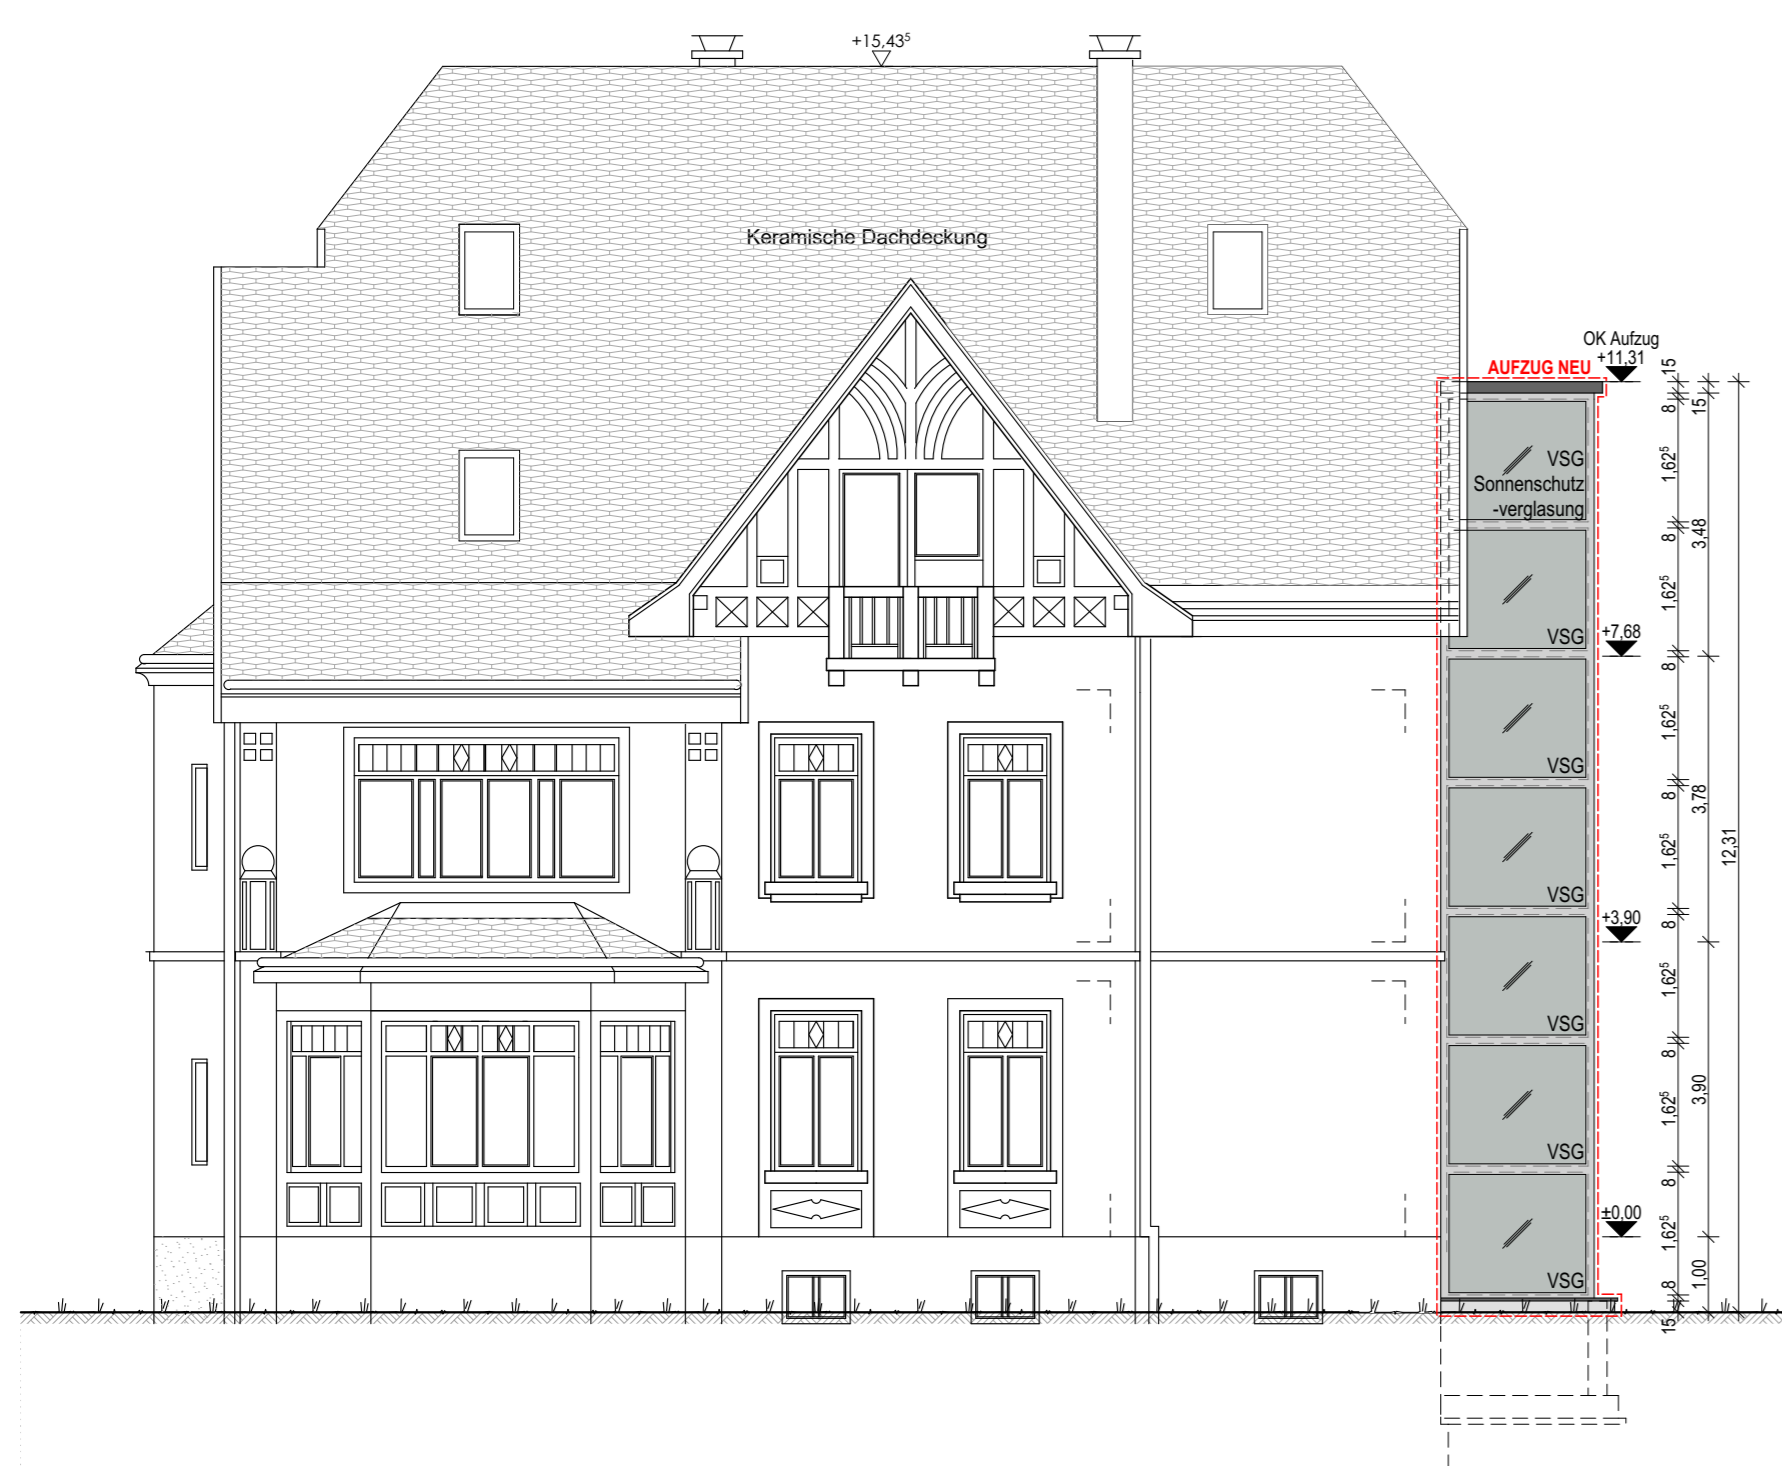 +15,43⁵
Keramische Dachdeckung
OK Aufzug
+11,31
AUFZUG NEU
15
8
15
1,62⁵
VSG
Sonnenschutz
-verglasung
8
3,48
1,62⁵
VSG
+7,68
8
1,62⁵
VSG
8
3,78
1,62⁵
12,31
VSG
8
+3,90
1,62⁵
VSG
8
3,90
1,62⁵
VSG
8
±0,00
1,62⁵
1,00
VSG
8
15